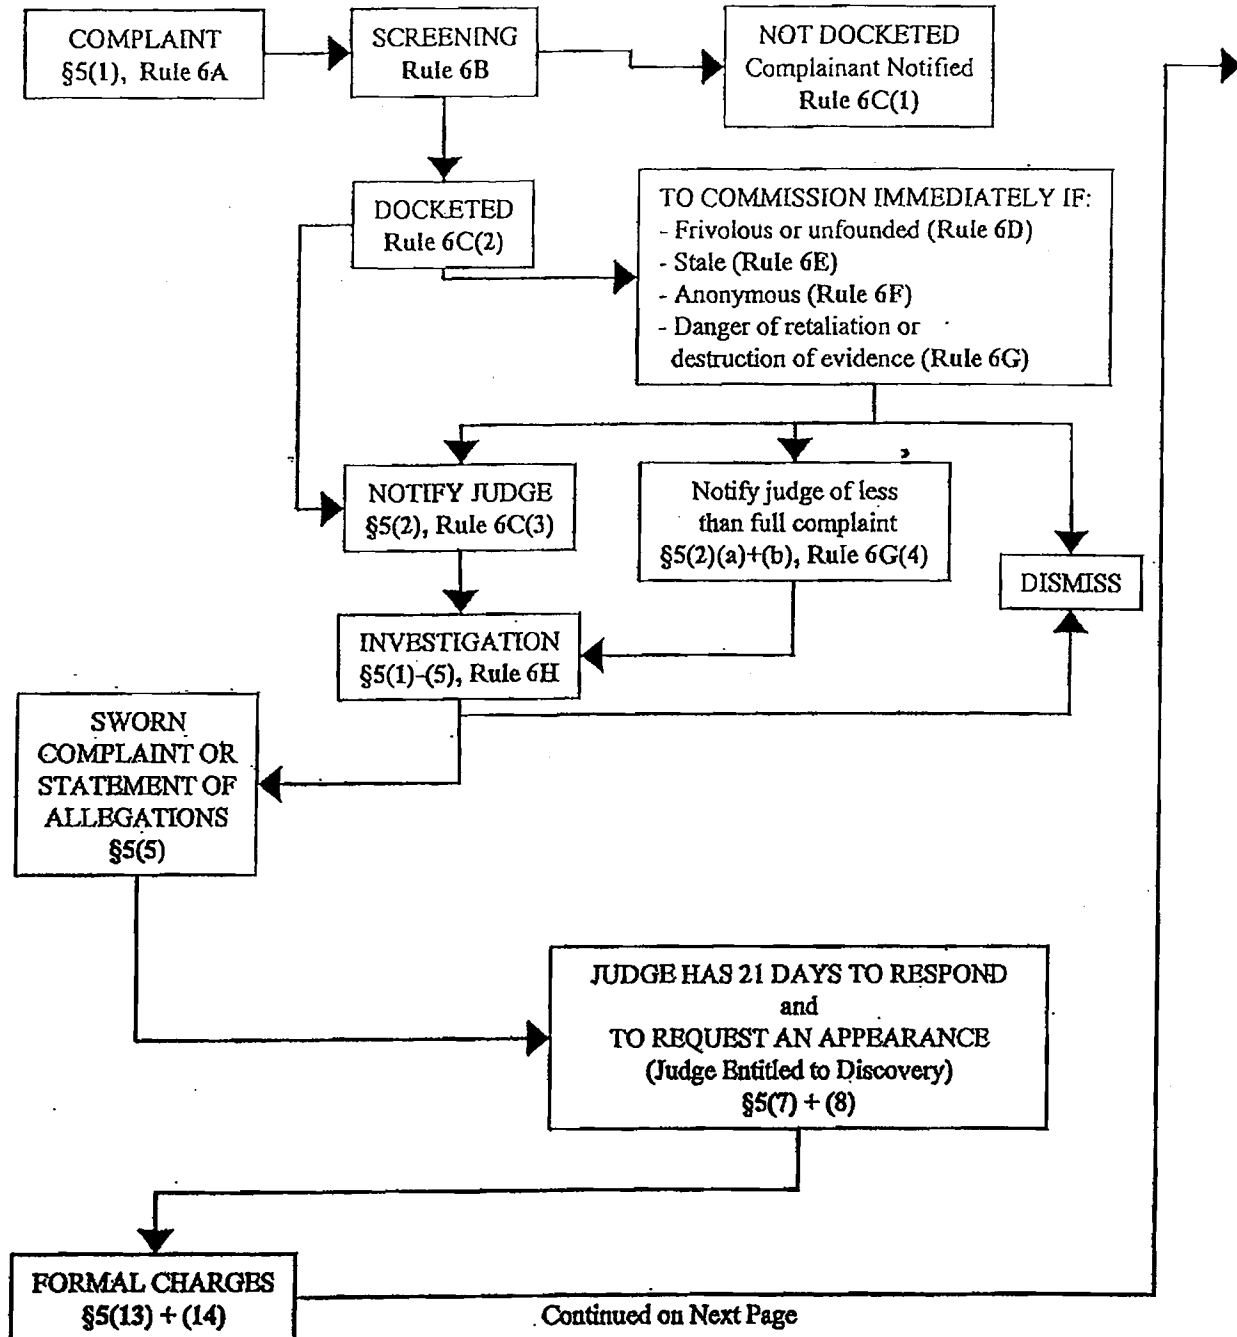 COMPLAINT
§5(1), Rule 6A
SCREENING
Rule 6B
NOT DOCKETED
Complainant Notified
Rule 6C(1)
DOCKETED
Rule 6C(2)
TO COMMISSION IMMEDIATELY IF:
- Frivolous or unfounded (Rule 6D)
- Stale (Rule 6E)
- Anonymous (Rule 6F)
- Danger of retaliation or
destruction of evidence (Rule 6G)
NOTIFY JUDGE
§5(2), Rule 6C(3)
Notify judge of less
than full complaint
§5(2)(a)+(b), Rule 6G(4)
DISMISS
INVESTIGATION
§5(1)-(5), Rule 6H
SWORN
COMPLAINT OR
STATEMENT OF
ALLEGATIONS
§5(5)
JUDGE HAS 21 DAYS TO RESPOND
and
TO REQUEST AN APPEARANCE
(Judge Entitled to Discovery)
§5(7) + (8)
FORMAL CHARGES
§5(13) + (14)
Continued on Next Page